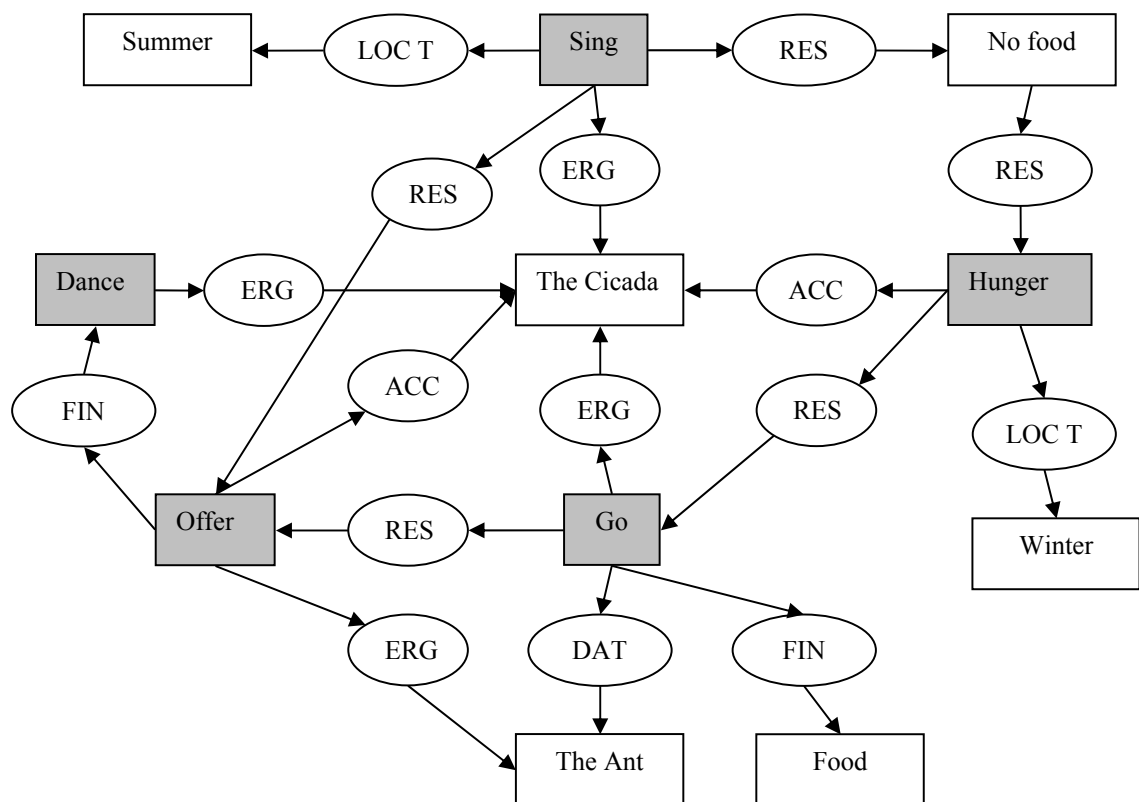 Summer
LOC T
Sing
RES
No food
RES
ERG
RES
Dance
ERG
The Cicada
ACC
Hunger
FIN
ACC
ERG
RES
LOC T
Offer
RES
Go
Winter
ERG
DAT
FIN
The Ant
Food